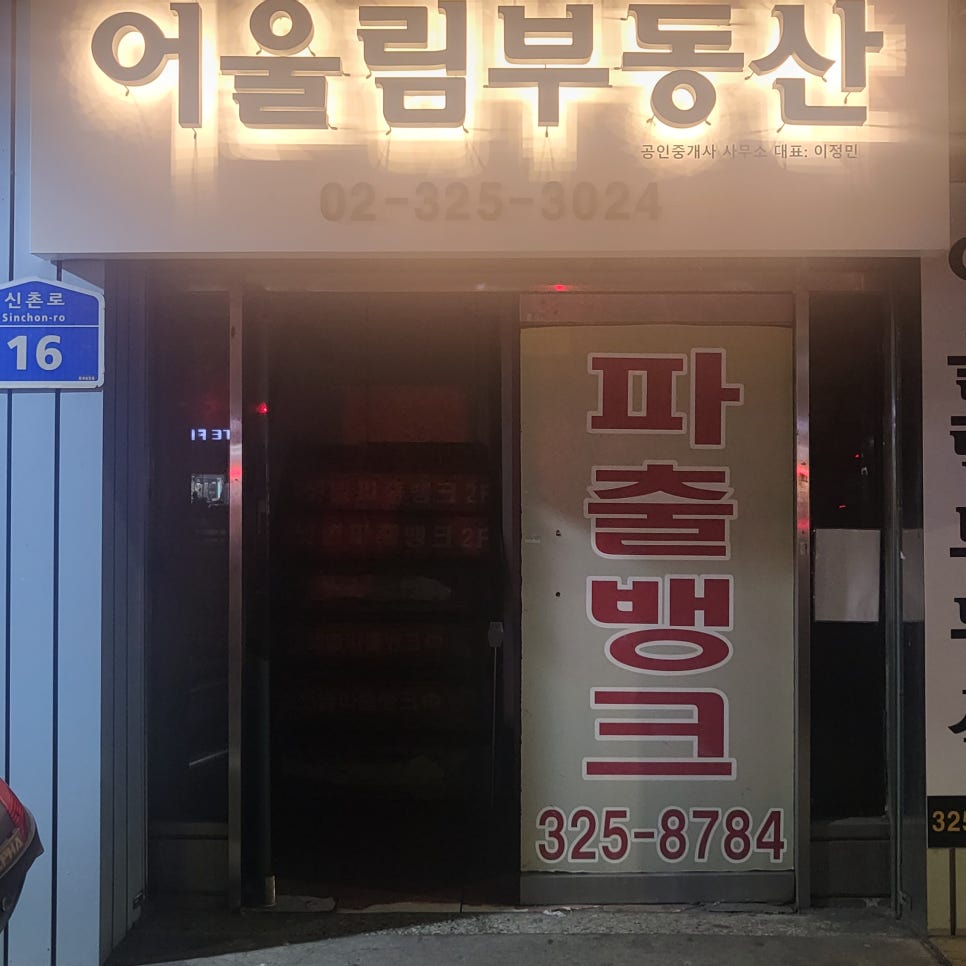 어울림부동산
공인중개사 사무소 대표: 이정민
02-325-3024
신촌로
Sinchon-ro
16
파출뱅크
325-8784
325